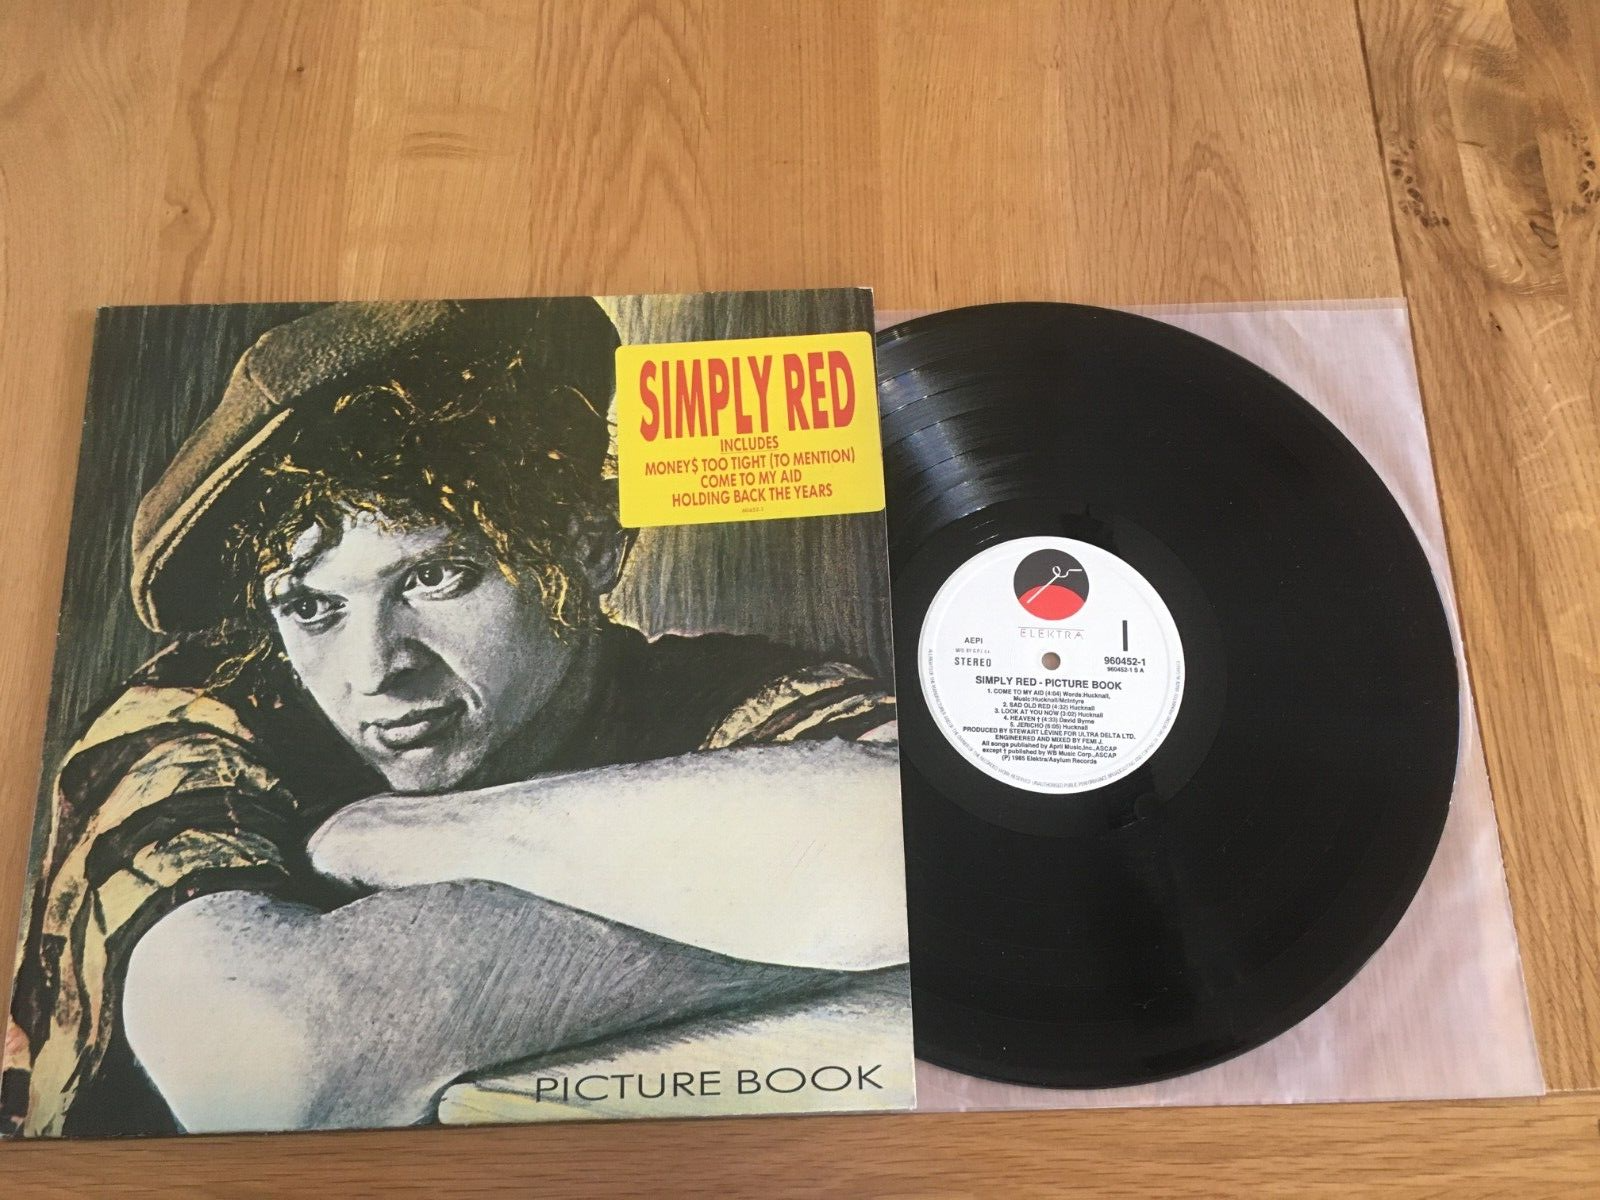 SIMPLY RED
INCLUDES
MONEY$ TOO TIGHT (TO MENTION)
COME TO MY AID
HOLDING BACK THE YEARS
60452-1
PICTURE BOOK
ELEKTRA
AEPI
STEREO
1
960452-1
960452-1 S A
SIMPLY RED - PICTURE BOOK
1. COME TO MY AID (4:04) Words:Hucknall,
Music:Hucknall/McIntyre
2. SAD OLD RED (4:32) Hucknall
3. LOOK AT YOU NOW (3:02) Hucknall
4. HEAVEN † (4:33) David Byrne
5. JERICHO (6:05) Hucknall
PRODUCED BY STEWART LEVINE FOR ULTRA DELTA LTD.
ENGINEERED AND MIXED BY FEMI J.
All songs published by April Music,Inc.,ASCAP
except † published by WB Music Corp.,ASCAP
(P) 1985 Elektra/Asylum Records